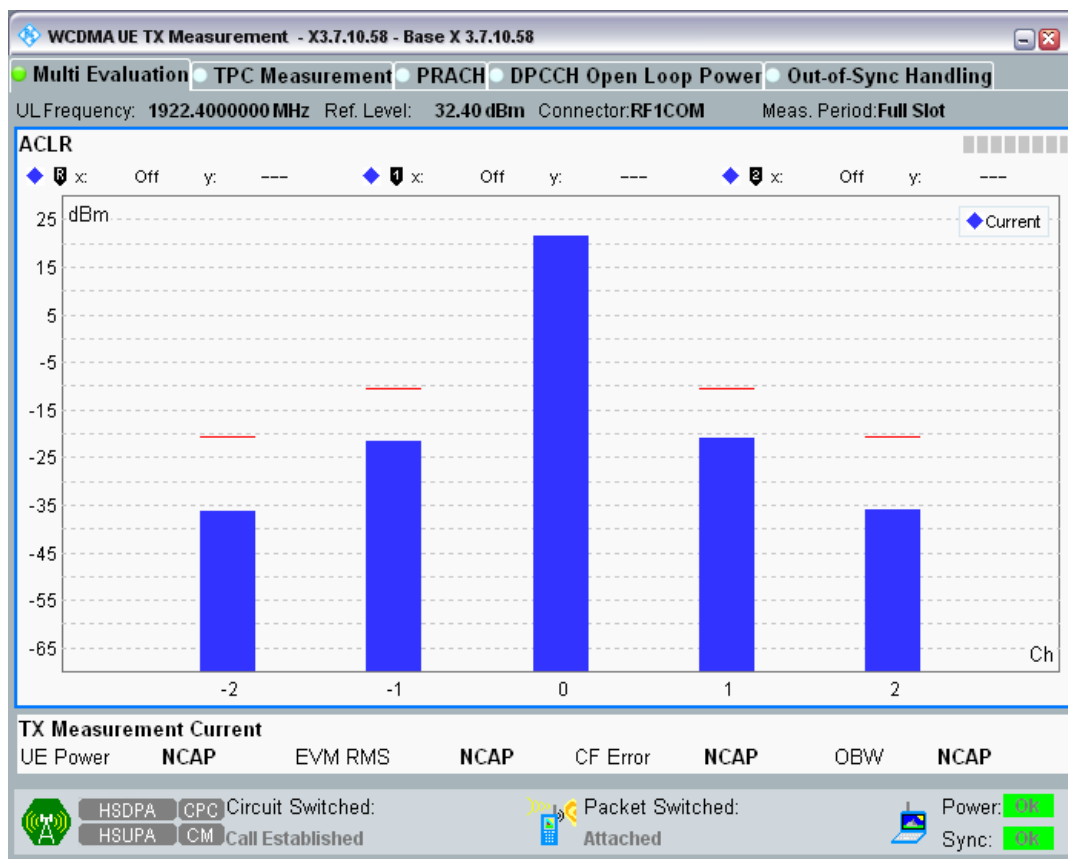 WCDMA UE TX Measurement - X3.7.10.58 - Base X 3.7.10.58
Multi Evaluation TPC Measurement PRACH DPCCH Open Loop Power Out-of-Sync Handling
UL Frequency: 1922.4000000 MHz Ref. Level: 32.40 dBm Connector:RF1COM Meas. Period:Full Slot
ACLR
R x: Off y: --- 1 x: Off y: --- 2 x: Off y: ---
dBm
Current
25
15
5
-5
-15
-25
-35
-45
-55
-65
Ch
-2 -1 0 1 2
TX Measurement Current
UE Power NCAP EVM RMS NCAP CF Error NCAP OBW NCAP
HSDPA CPC Circuit Switched: Packet Switched: Power: OK
HSUPA CM Call Established Attached Sync: OK